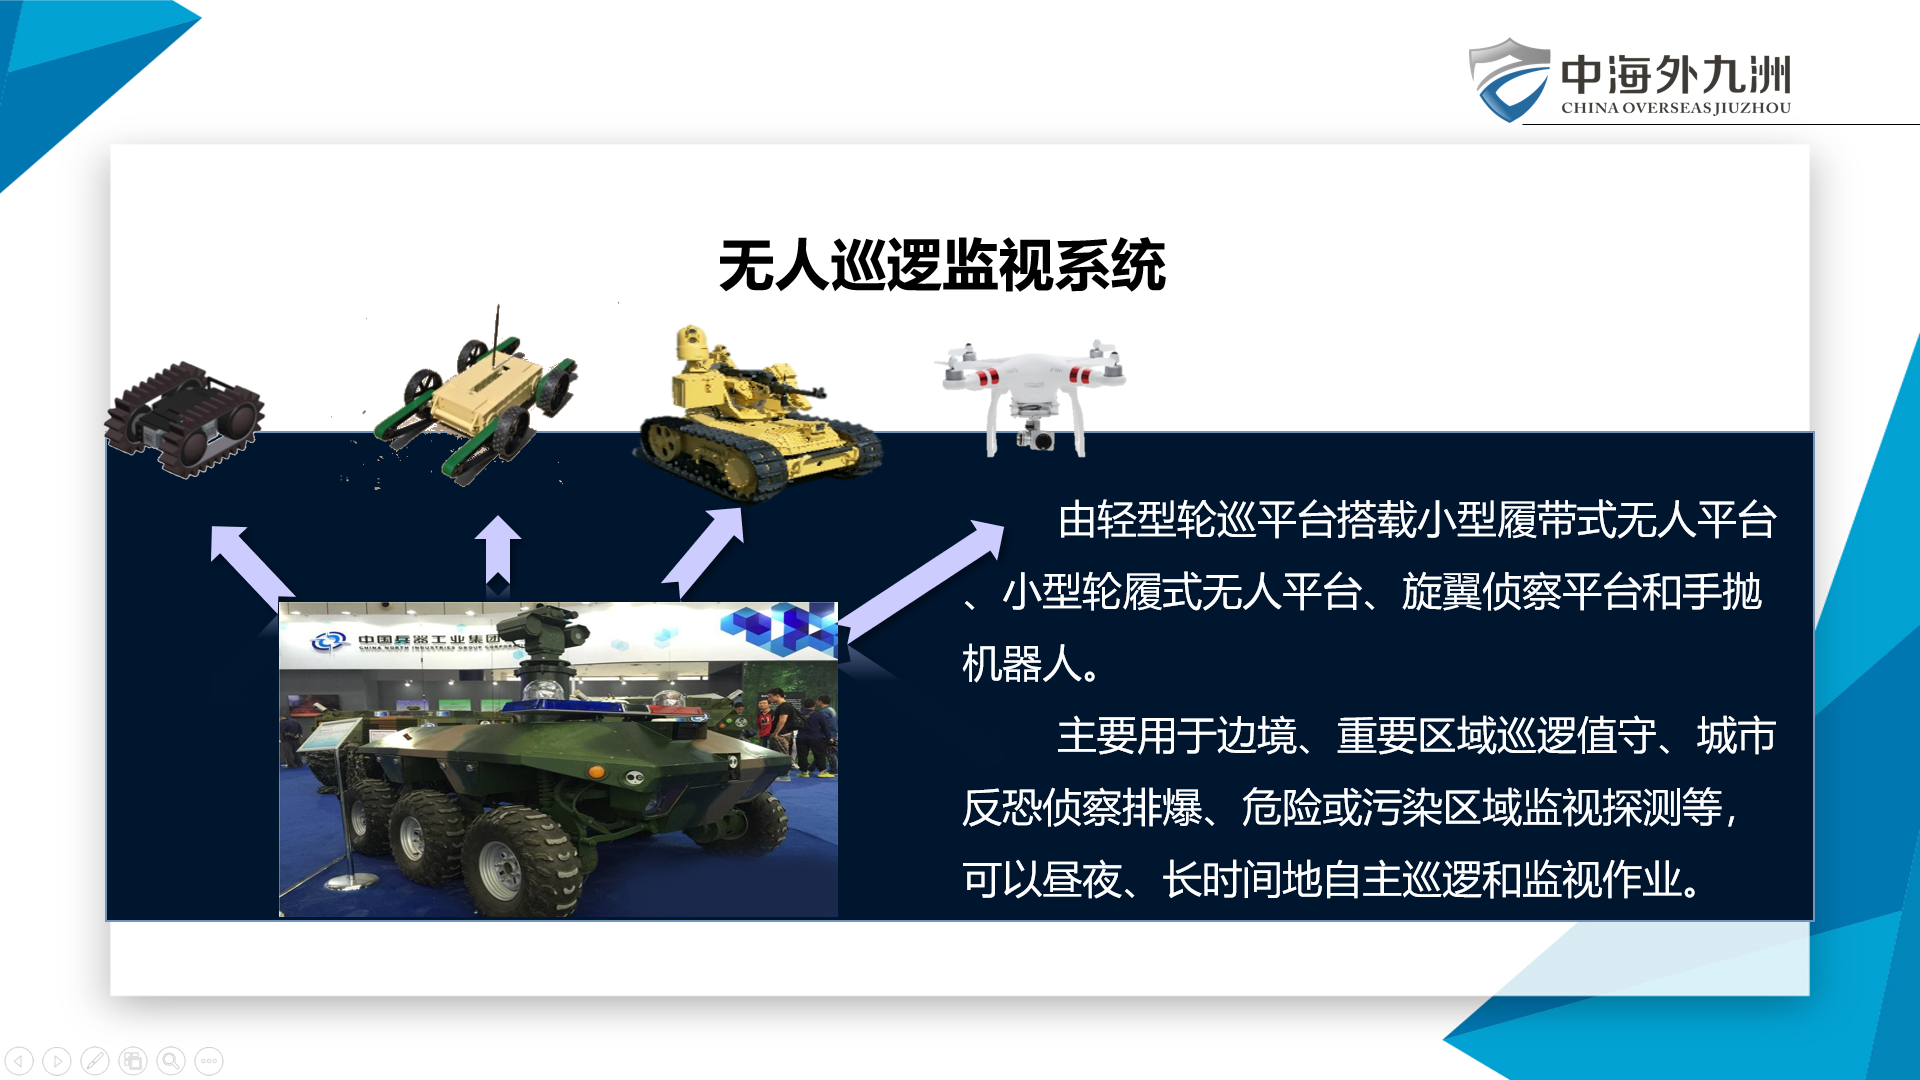 中海外九洲
CHINA OVERSEAS JIUZHOU
无人巡逻监视系统
由轻型轮巡平台搭载小型履带式无人平台
、小型轮履式无人平台、旋翼侦察平台和手抛
机器人。
主要用于边境、重要区域巡逻值守、城市
反恐侦察排爆、危险或污染区域监视探测等，
可以昼夜、长时间地自主巡逻和监视作业。
中国兵器工业集团
CHINA NORTH INDUSTRIES GROUP